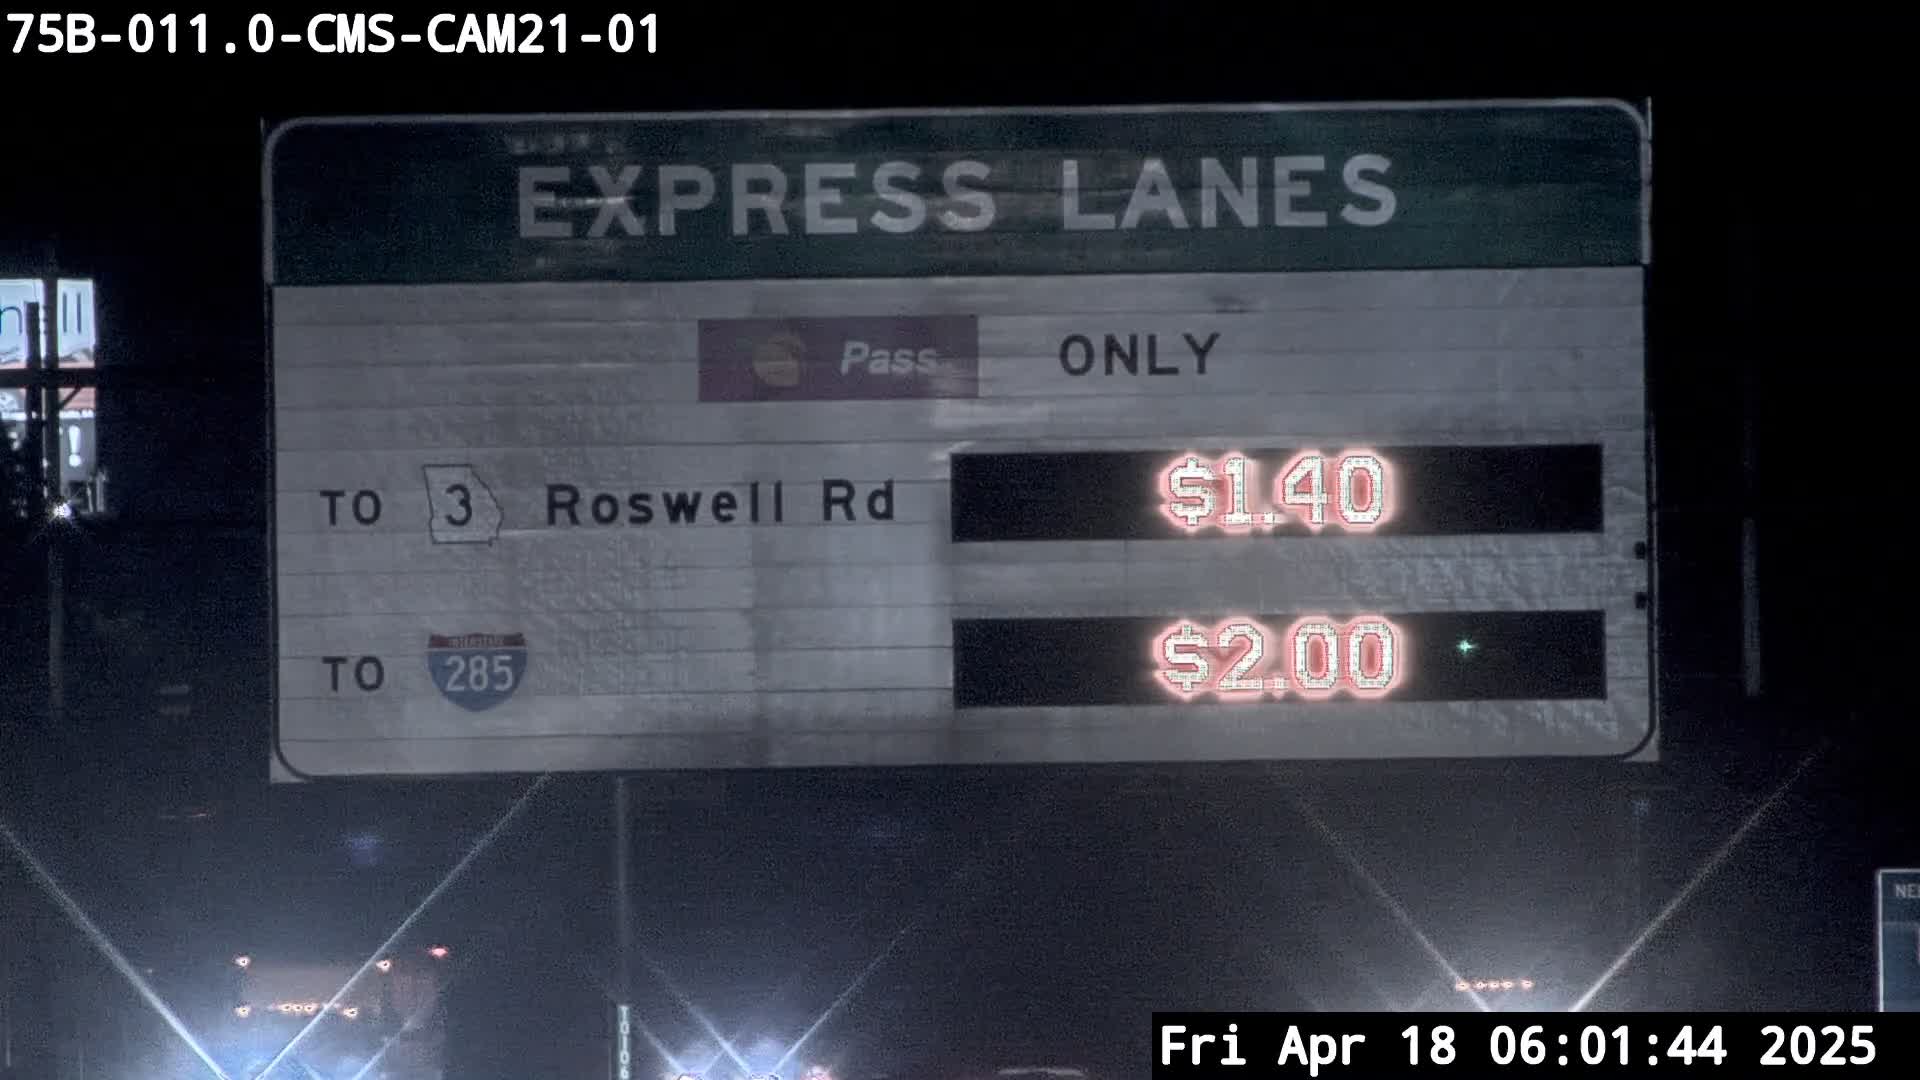 75B-011.0-CMS-CAM21-01
EXPRESS LANES
Pass ONLY
TO 3 Roswell Rd $1.40
INTERSTATE
TO 285 $2.00
Fri Apr 18 06:01:44 2025